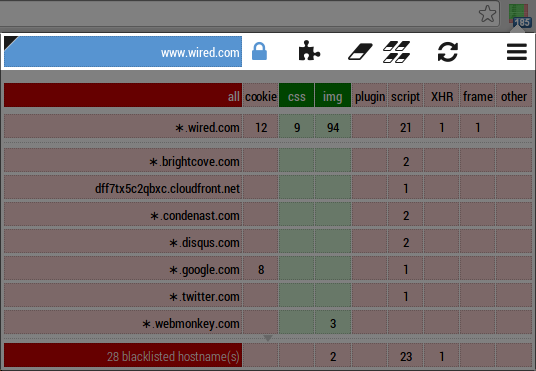 185
www.wired.com
all cookie css img plugin script XHR frame other
∗.wired.com 12 9 94 21 1 1
∗.brightcove.com 2
dff7tx5c2qbxc.cloudfront.net 1
∗.condenast.com 2
∗.disqus.com 2
∗.google.com 8 1
∗.twitter.com 1
∗.webmonkey.com 3
28 blacklisted hostname(s) 2 23 1